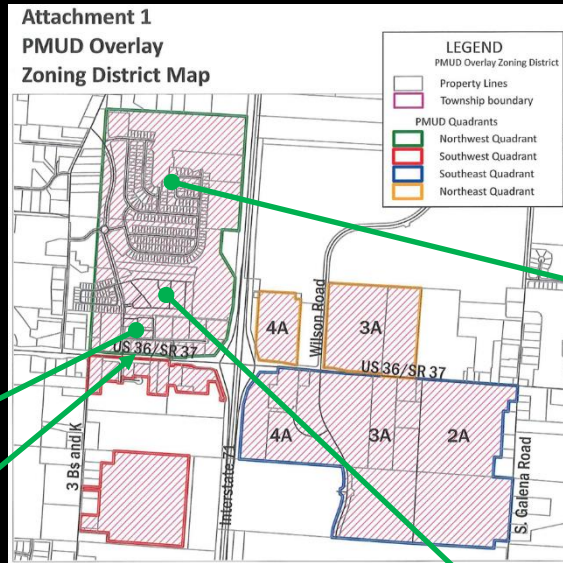 Attachment 1
PMUD Overlay
Zoning District Map
LEGEND
PMUD Overlay Zoning District
Property Lines
Township boundary
PMUD Quadrants
Northwest Quadrant
Southwest Quadrant
Southeast Quadrant
Northeast Quadrant
Wilson Road
4A
3A
US 36/SR 37
US 36/SR 37
4A
3A
2A
3 Bs and K
Interstate 71
S. Galena Road